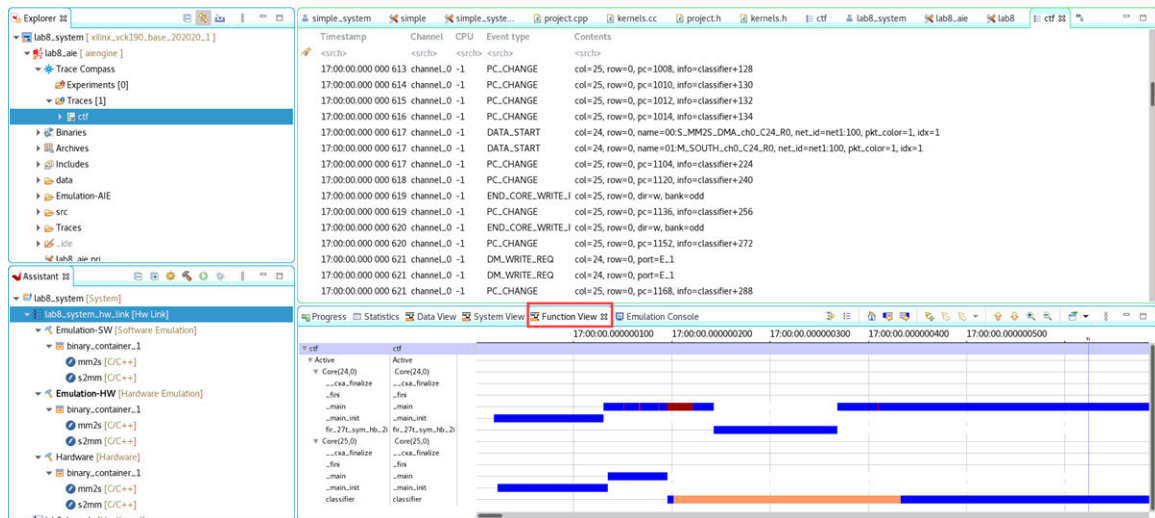 Explorer
lab8_system [ xilinx_vck190_base_202020_1 ]
lab8_aie [ aiengine ]
Trace Compass
Experiments [0]
Traces [1]
ctf
Binaries
Archives
Includes
data
Emulation-AIE
src
Traces
_ide
lab8_aie.prj
Assistant
lab8_system [System]
lab8_system_hw_link [Hw Link]
Emulation-SW [Software Emulation]
binary_container_1
mm2s [C/C++]
s2mm [C/C++]
Emulation-HW [Hardware Emulation]
binary_container_1
mm2s [C/C++]
s2mm [C/C++]
Hardware [Hardware]
binary_container_1
mm2s [C/C++]
s2mm [C/C++]
simple_system simple simple_syste... project.cpp kernels.cc project.h kernels.h ctf lab8_system lab8_aie lab8 ctf
Timestamp Channel CPU Event type Contents
<srch> <srch> <srch> <srch> <srch>
17:00:00.000 000 613 channel_0 -1 PC_CHANGE col=25, row=0, pc=1008, info=classifier+128
17:00:00.000 000 614 channel_0 -1 PC_CHANGE col=25, row=0, pc=1010, info=classifier+130
17:00:00.000 000 615 channel_0 -1 PC_CHANGE col=25, row=0, pc=1012, info=classifier+132
17:00:00.000 000 616 channel_0 -1 PC_CHANGE col=25, row=0, pc=1014, info=classifier+134
17:00:00.000 000 617 channel_0 -1 DATA_START col=24, row=0, name=00:S_MM2S_DMA_ch0_C24_R0, net_id=net1:100, pkt_color=1, idx=1
17:00:00.000 000 617 channel_0 -1 DATA_START col=24, row=0, name=01:M_SOUTH_ch0_C24_R0, net_id=net1:100, pkt_color=1, idx=1
17:00:00.000 000 617 channel_0 -1 PC_CHANGE col=25, row=0, pc=1104, info=classifier+224
17:00:00.000 000 618 channel_0 -1 PC_CHANGE col=25, row=0, pc=1120, info=classifier+240
17:00:00.000 000 619 channel_0 -1 END_CORE_WRITE_I col=25, row=0, dir=w, bank=odd
17:00:00.000 000 619 channel_0 -1 PC_CHANGE col=25, row=0, pc=1136, info=classifier+256
17:00:00.000 000 620 channel_0 -1 END_CORE_WRITE_I col=25, row=0, dir=w, bank=odd
17:00:00.000 000 620 channel_0 -1 PC_CHANGE col=25, row=0, pc=1152, info=classifier+272
17:00:00.000 000 621 channel_0 -1 DM_WRITE_REQ col=24, row=0, port=E_1
17:00:00.000 000 621 channel_0 -1 DM_WRITE_REQ col=24, row=0, port=E_1
17:00:00.000 000 621 channel_0 -1 PC_CHANGE col=25, row=0, pc=1168, info=classifier+288
Progress Statistics Data View System View Function View Emulation Console
17:00:00.000000100 17:00:00.000000200 17:00:00.000000300 17:00:00.000000400 17:00:00.000000500
ctf ctf
Active Active
Core(24,0) Core(24,0)
__cxa_finalize __cxa_finalize
_fini _fini
_main _main
_main_init _main_init
fir_27t_sym_hb_2i fir_27t_sym_hb_2i
Core(25,0) Core(25,0)
__cxa_finalize __cxa_finalize
_fini _fini
_main _main
_main_init _main_init
classifier classifier